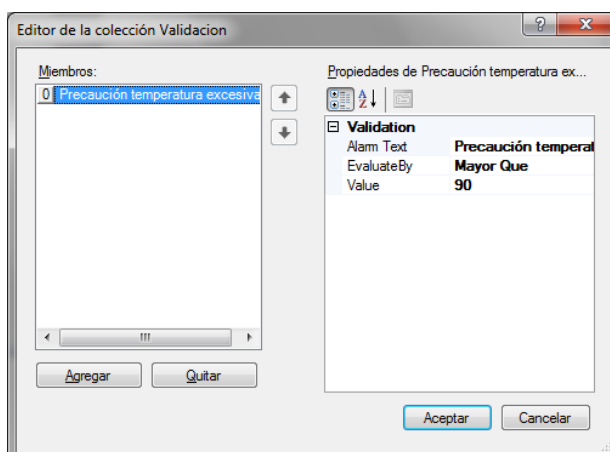 Editor de la colección Validacion
Miembros:
0 Precaución temperatura excesiva
Propiedades de Precaución temperatura ex...
Validation
Alarm Text Precaución temperat
EvaluateBy Mayor Que
Value 90
Agregar Quitar
Aceptar Cancelar